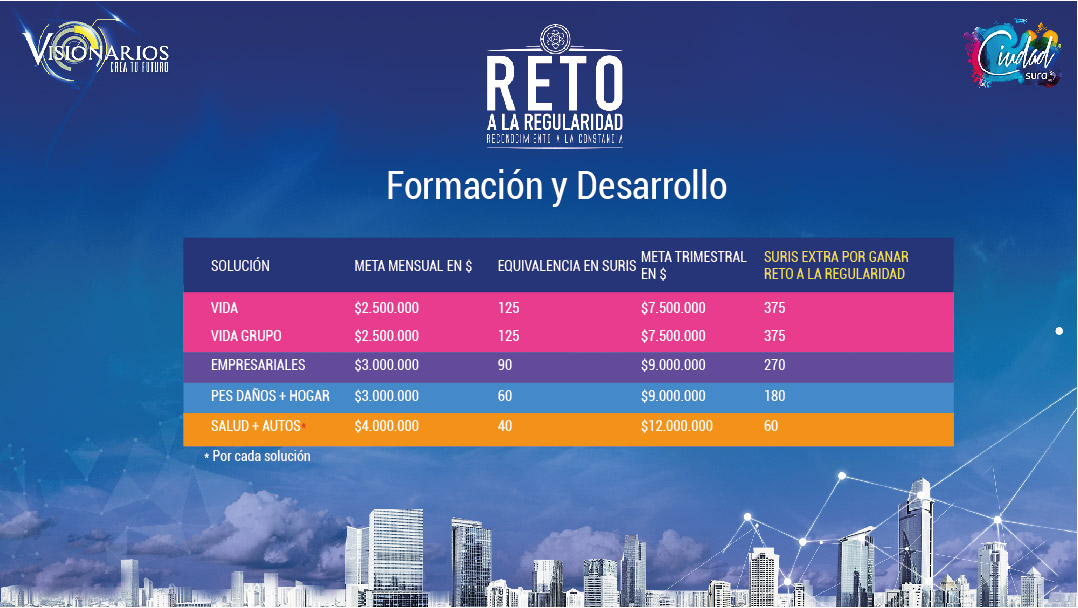 VISIONARIOS
CREA TU FUTURO
Ciudad
sura
RETO
A LA REGULARIDAD
RECONOCIMIENTO A LA CONSTANCIA
Formación y Desarrollo
SOLUCIÓN META MENSUAL EN $ EQUIVALENCIA EN SURIS META TRIMESTRAL EN $ SURIS EXTRA POR GANAR RETO A LA REGULARIDAD
VIDA $2.500.000 125 $7.500.000 375
VIDA GRUPO $2.500.000 125 $7.500.000 375
EMPRESARIALES $3.000.000 90 $9.000.000 270
PES DAÑOS + HOGAR $3.000.000 60 $9.000.000 180
SALUD + AUTOS* $4.000.000 40 $12.000.000 60
* Por cada solución